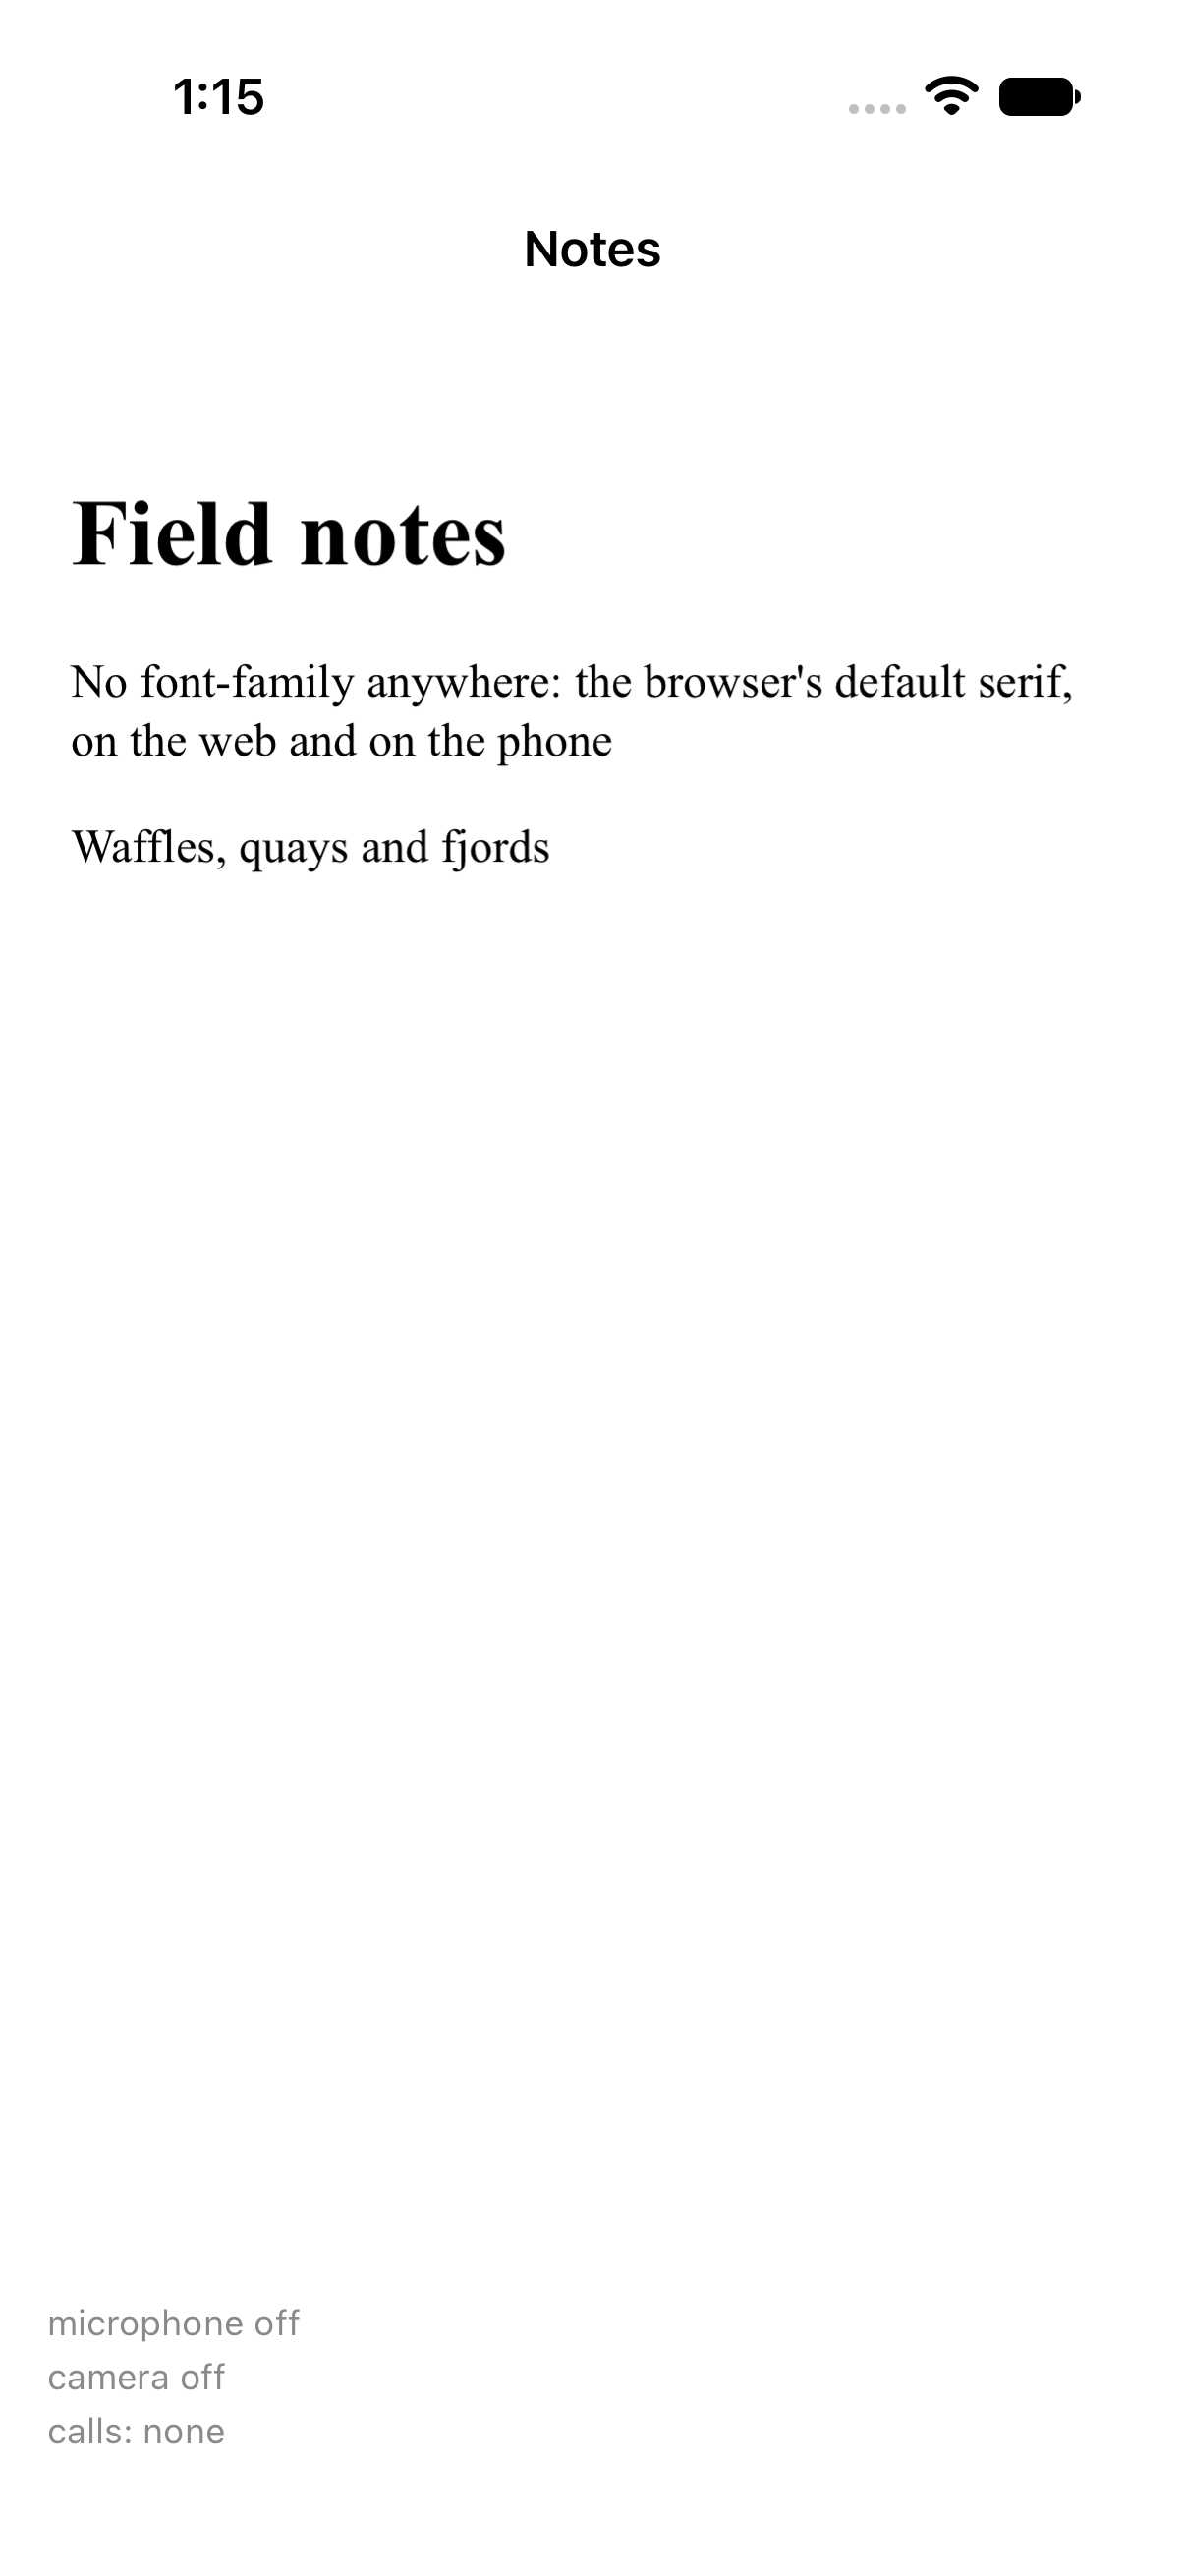 1:15
Notes
Field notes
No font-family anywhere: the browser's default serif,
on the web and on the phone
Waffles, quays and fjords
microphone off
camera off
calls: none